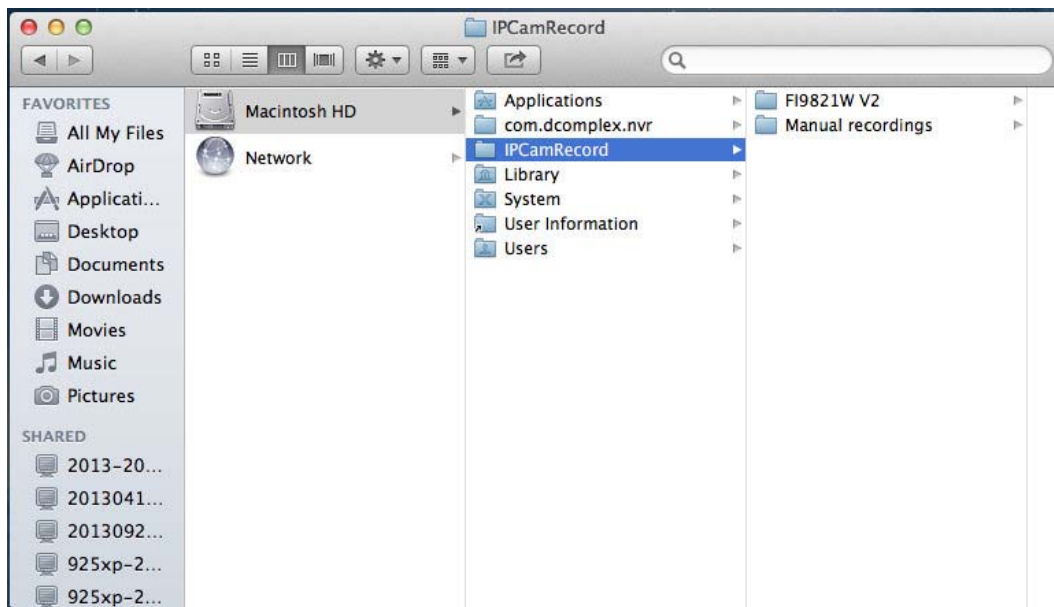 IPCamRecord
FAVORITES
All My Files
AirDrop
Applicati...
Desktop
Documents
Downloads
Movies
Music
Pictures
SHARED
2013-20...
2013041...
2013092...
925xp-2...
925xp-2...
Macintosh HD
Network
Applications
com.dcomplex.nvr
IPCamRecord
Library
System
User Information
Users
FI9821W V2
Manual recordings